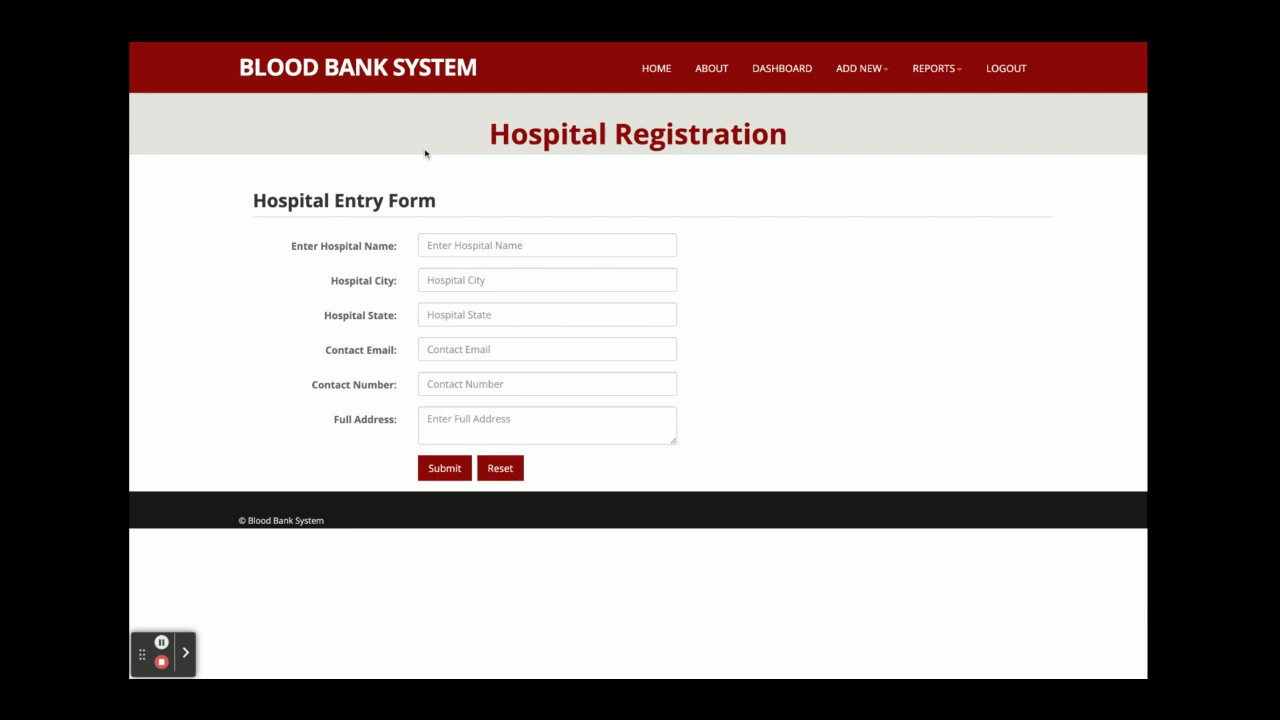 BLOOD BANK SYSTEM
HOME ABOUT DASHBOARD ADD NEW REPORTS LOGOUT
Hospital Registration
Hospital Entry Form
Enter Hospital Name: Enter Hospital Name
Hospital City: Hospital City
Hospital State: Hospital State
Contact Email: Contact Email
Contact Number: Contact Number
Full Address: Enter Full Address
Submit Reset
© Blood Bank System